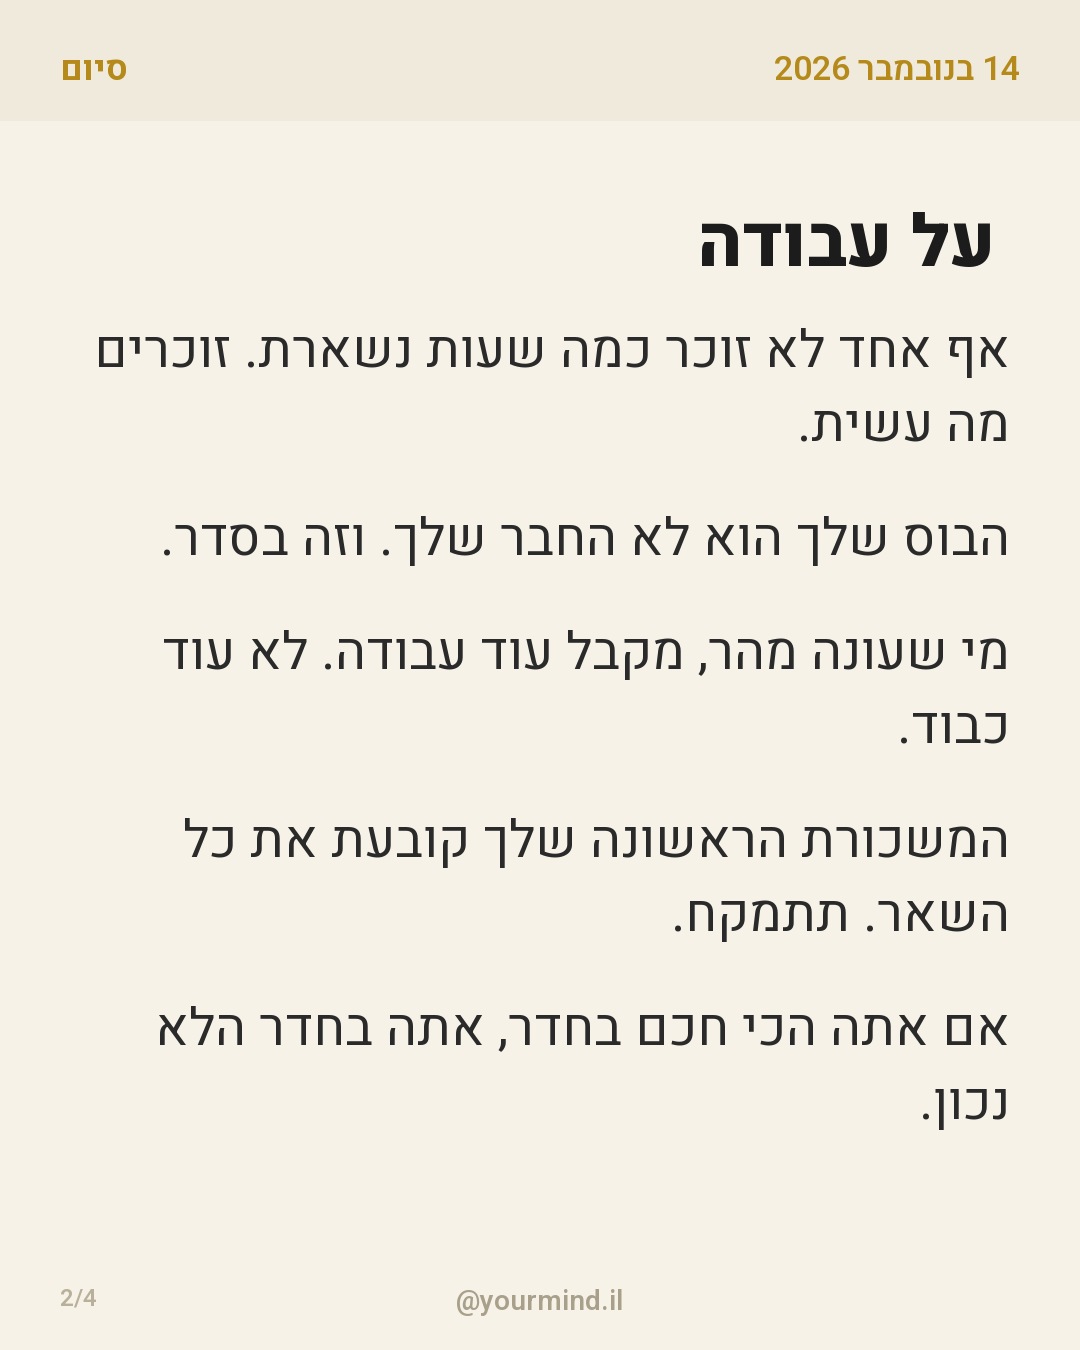 14 בנובמבר 2026
סיום
על עבודה
אף אחד לא זוכר כמה שעות נשארת. זוכרים
מה עשית.
הבוס שלך הוא לא החבר שלך. וזה בסדר.
מי שעונה מהר, מקבל עוד עבודה. לא עוד
כבוד.
המשכורת הראשונה שלך קובעת את כל
השאר. תתמקח.
אם אתה הכי חכם בחדר, אתה בחדר הלא
נכון.
@yourmind.il
2/4